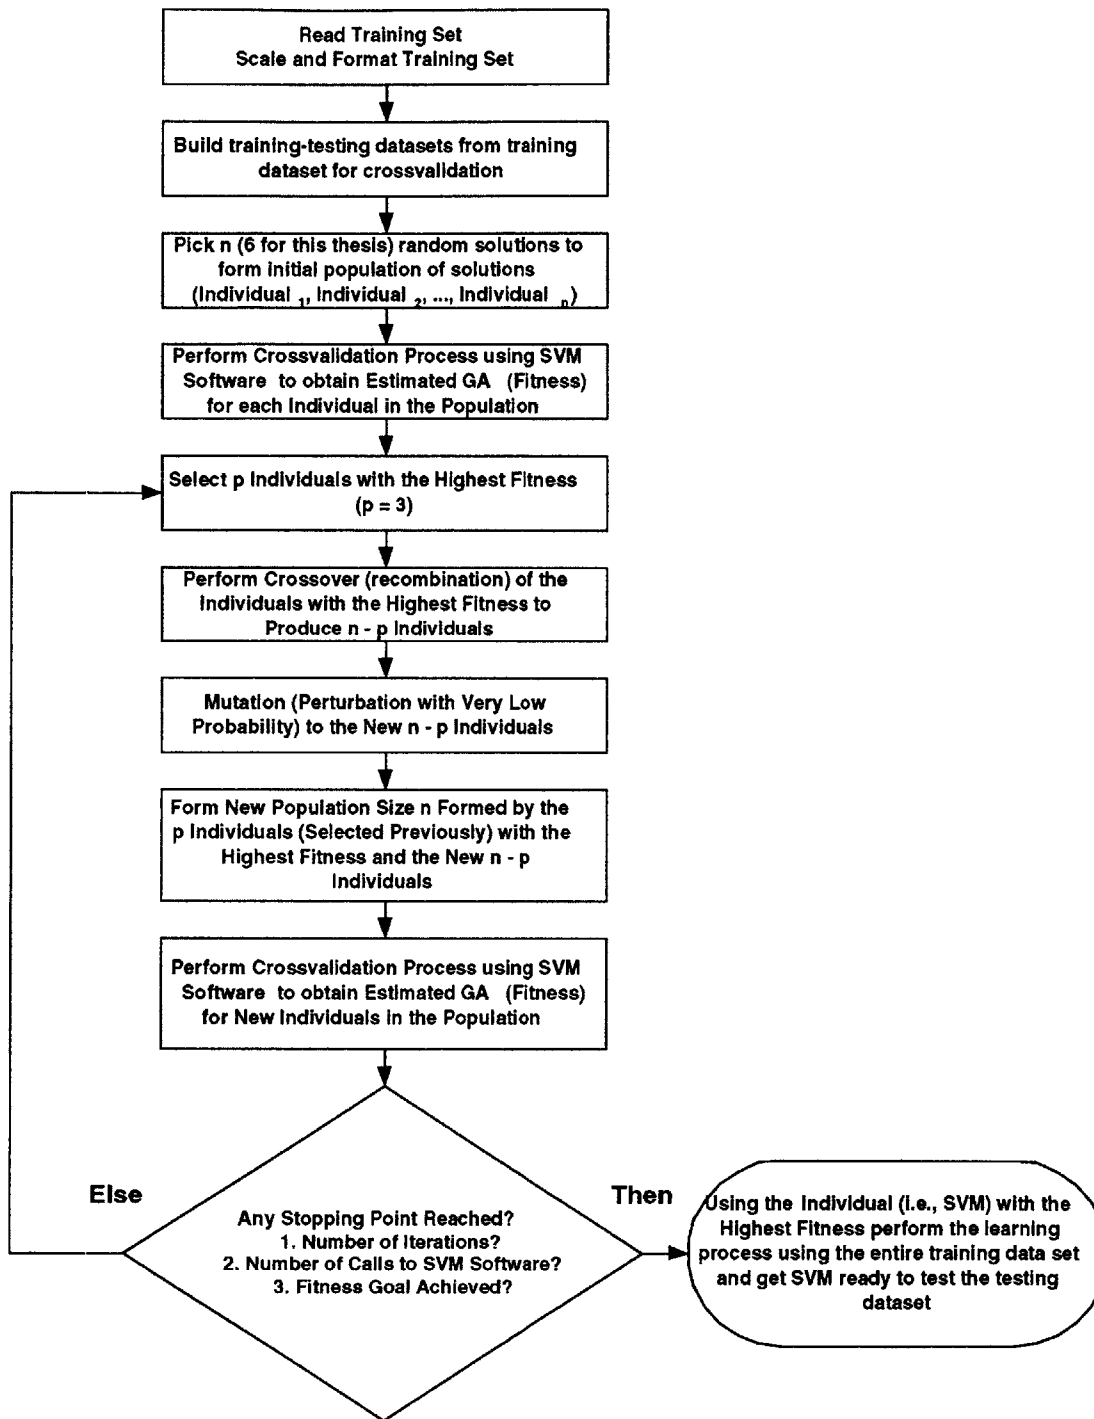 Read Training Set
Scale and Format Training Set
Build training-testing datasets from training
dataset for crossvalidation
Pick n (6 for this thesis) random solutions to
form initial population of solutions
(Individual 1, Individual 2, ..., Individual n)
Perform Crossvalidation Process using SVM
Software to obtain Estimated GA (Fitness)
for each Individual in the Population
Select p Individuals with the Highest Fitness
(p = 3)
Perform Crossover (recombination) of the
Individuals with the Highest Fitness to
Produce n - p Individuals
Mutation (Perturbation with Very Low
Probability) to the New n - p Individuals
Form New Population Size n Formed by the
p Individuals (Selected Previously) with the
Highest Fitness and the New n - p
Individuals
Perform Crossvalidation Process using SVM
Software to obtain Estimated GA (Fitness)
for New Individuals in the Population
Else
Any Stopping Point Reached?
1. Number of Iterations?
2. Number of Calls to SVM Software?
3. Fitness Goal Achieved?
Then
Using the Individual (i.e., SVM) with the
Highest Fitness perform the learning
process using the entire training data set
and get SVM ready to test the testing
dataset